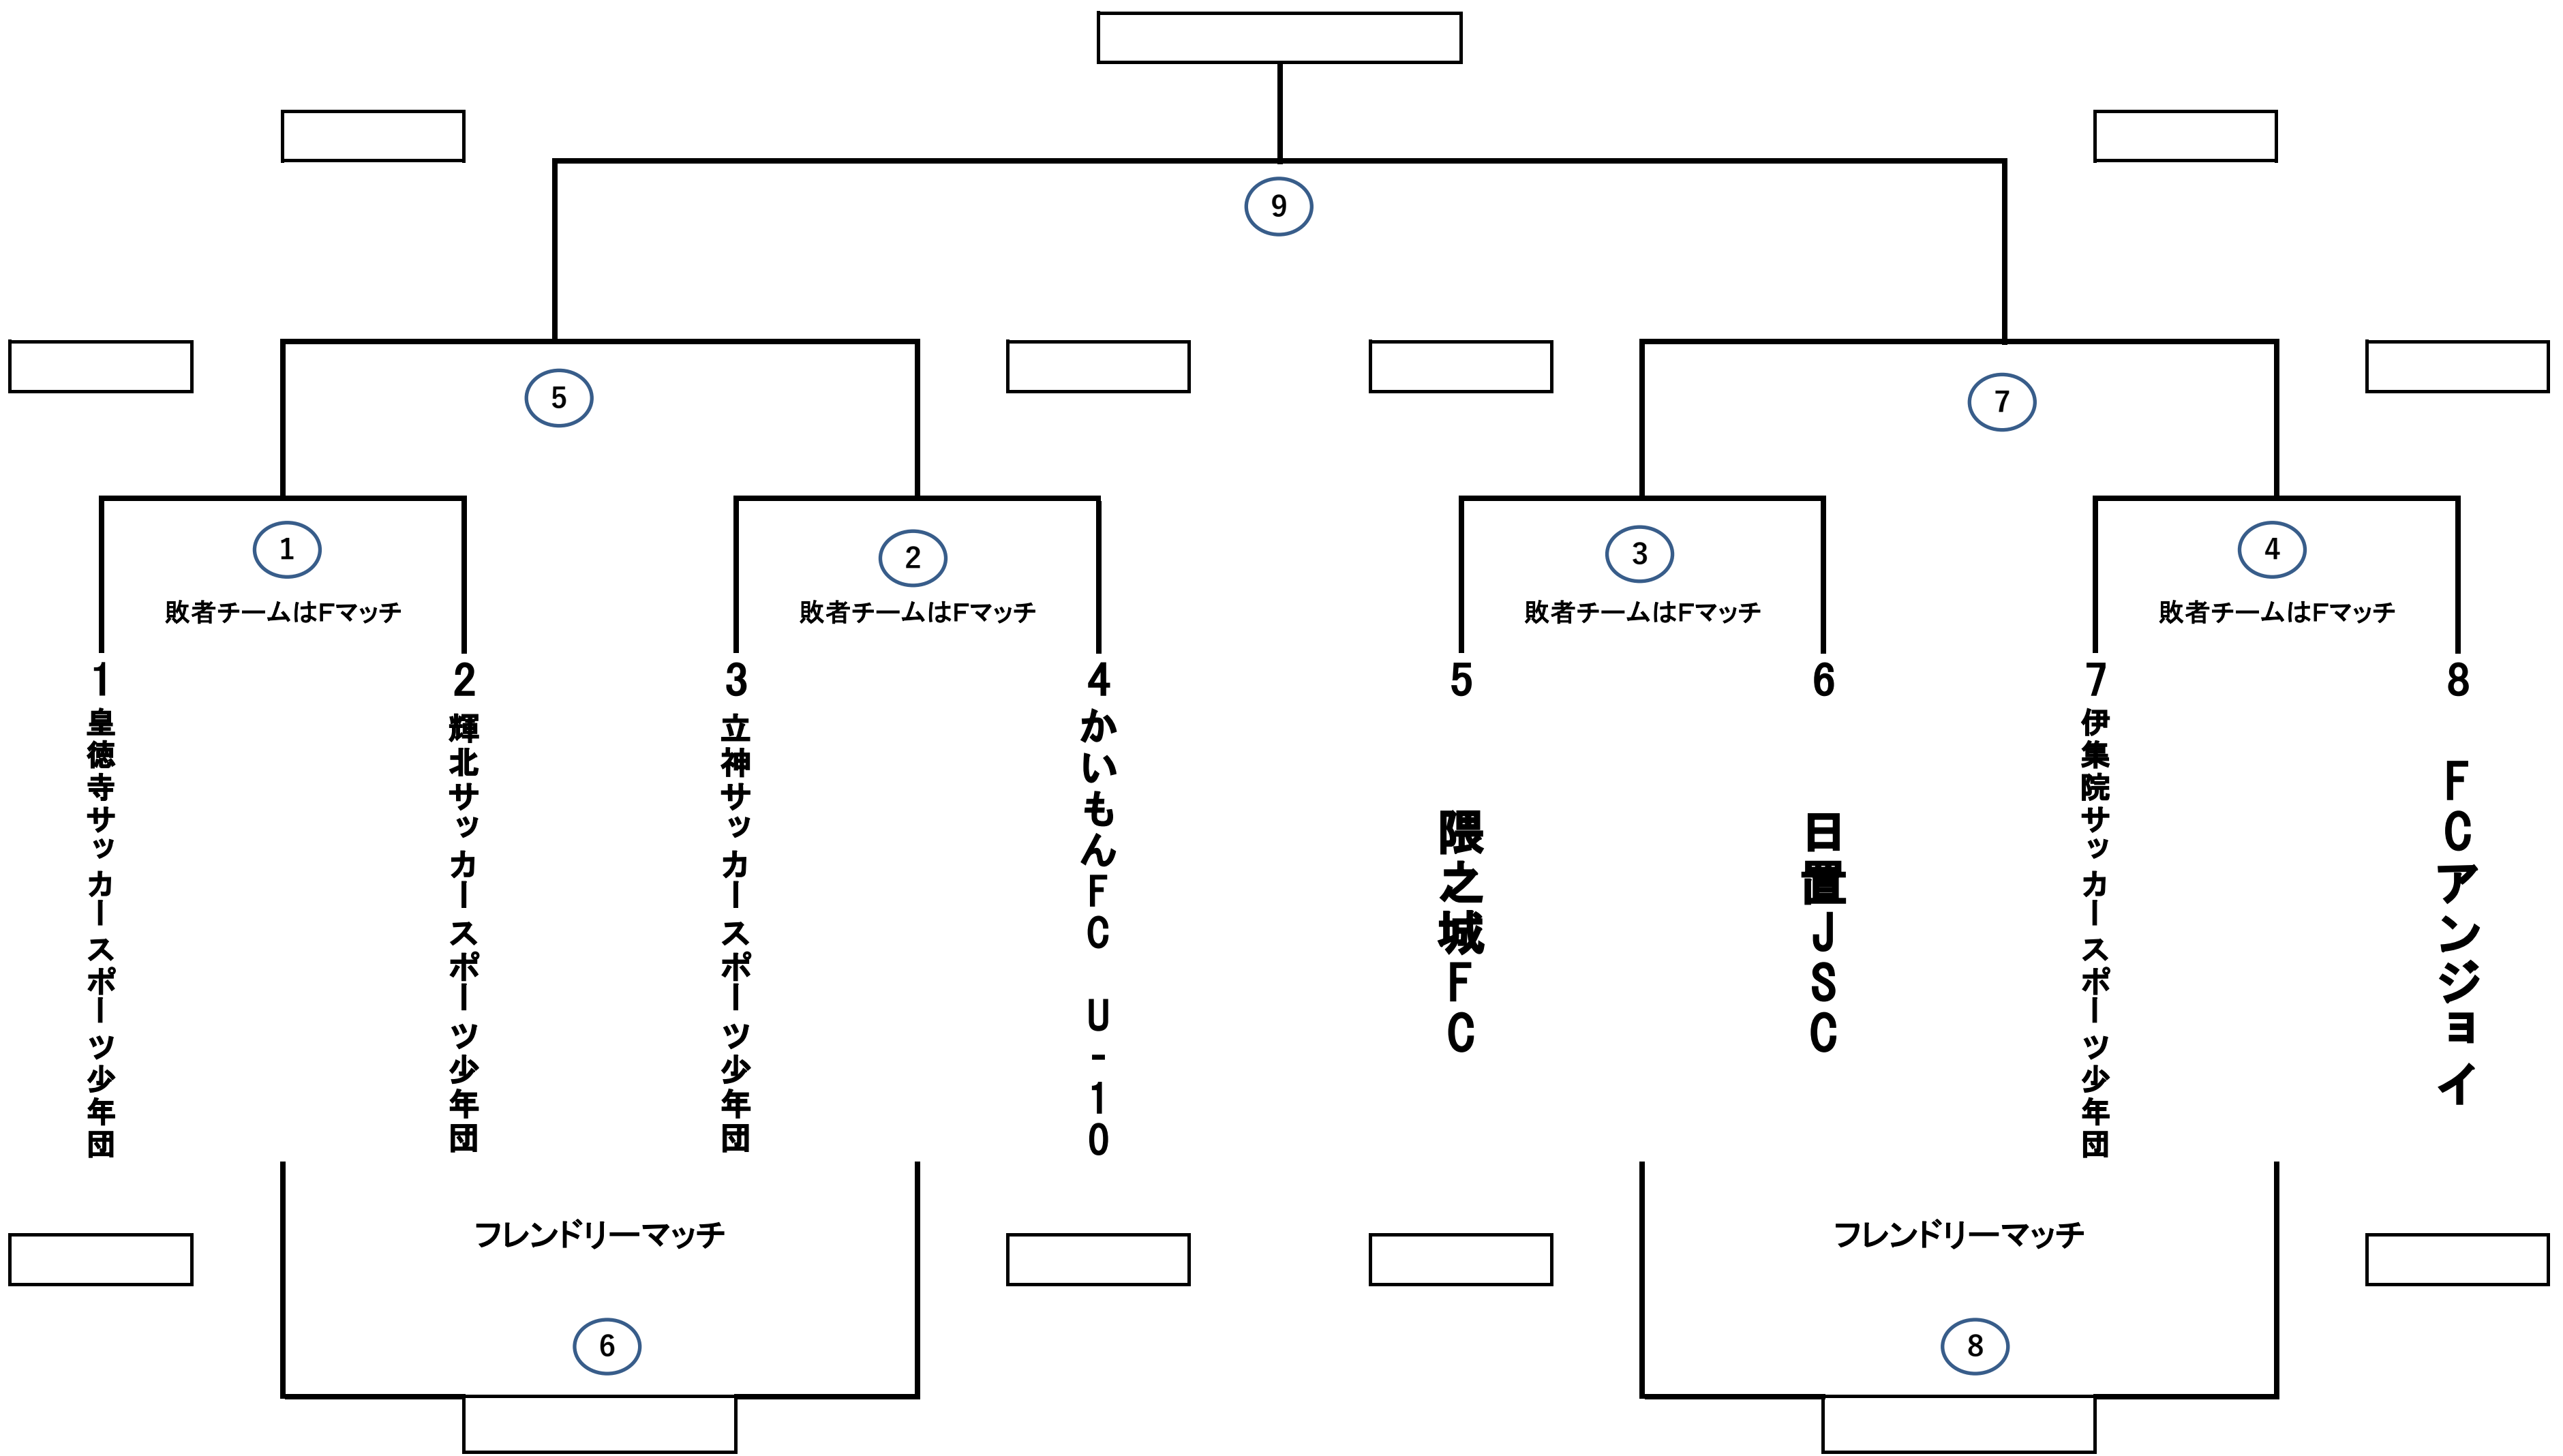 9
5
7
1
2
3
4
敗者チームはFマッチ
敗者チームはFマッチ
敗者チームはFマッチ
敗者チームはFマッチ
1 皇徳寺サッカースポーツ少年団
2 輝北サッカースポーツ少年団
3 立神サッカースポーツ少年団
4 かいもんFC U-10
5 隈之城FC
6 日置JSC
7 伊集院サッカースポーツ少年団
8 FCアンジョイ
フレンドリーマッチ
フレンドリーマッチ
6
8